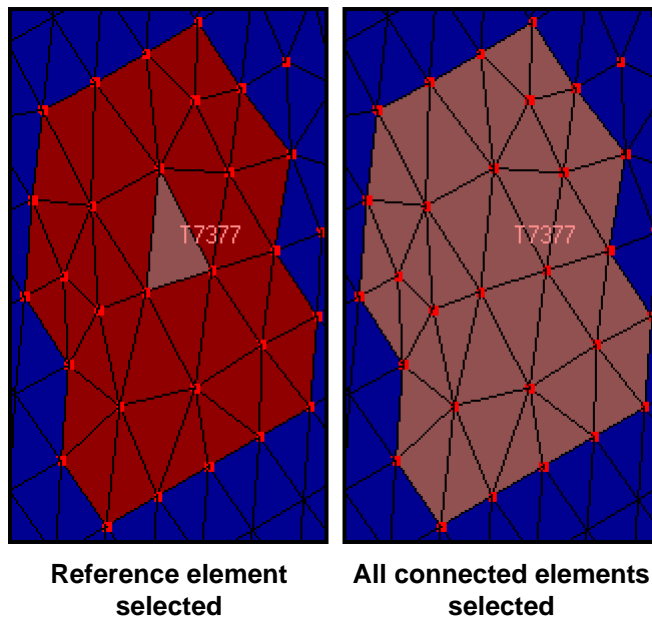 T7377
T7377
Reference element
selected
All connected elements
selected